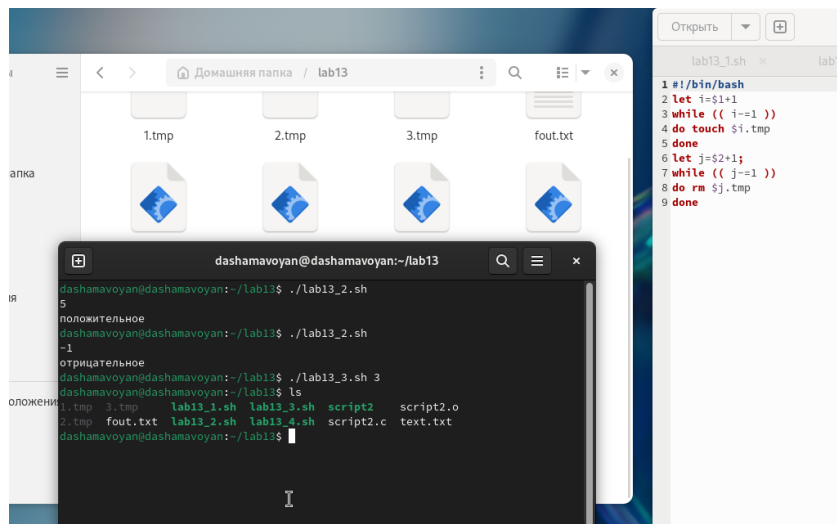 Открыть
lab13_1.sh ×
lab
1 #!/bin/bash
2 let i=$1+1
3 while (( i-=1 ))
4 do touch $i.tmp
5 done
6 let j=$2+1;
7 while (( j-=1 ))
8 do rm $j.tmp
9 done
Домашняя папка / lab13
1.tmp
2.tmp
3.tmp
fout.txt
апка
ия
оложени
dashamavoyan@dashamavoyan:~/lab13
dashamavoyan@dashamavoyan:~/lab13$ ./lab13_2.sh
5
положительное
dashamavoyan@dashamavoyan:~/lab13$ ./lab13_2.sh
-1
отрицательное
dashamavoyan@dashamavoyan:~/lab13$ ./lab13_3.sh 3
dashamavoyan@dashamavoyan:~/lab13$ ls
1.tmp 3.tmp lab13_1.sh lab13_3.sh script2 script2.o
2.tmp fout.txt lab13_2.sh lab13_4.sh script2.c text.txt
dashamavoyan@dashamavoyan:~/lab13$